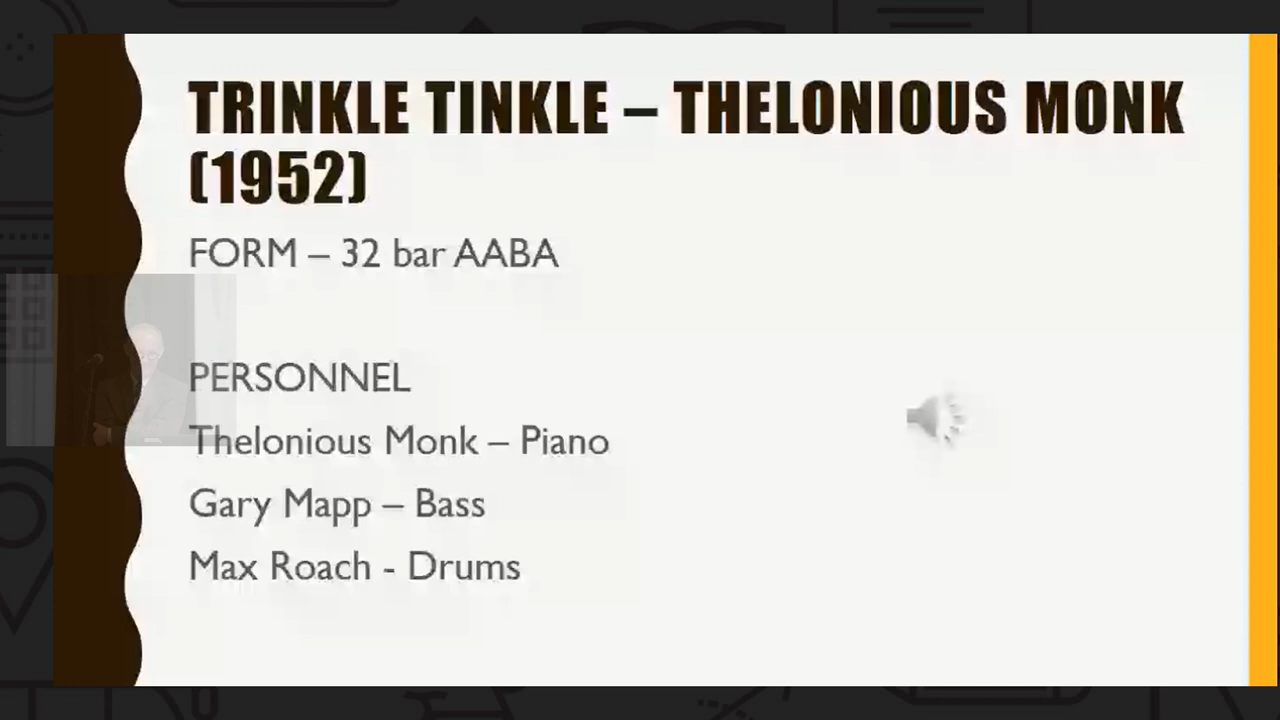 TRINKLE TINKLE – THELONIOUS MONK
(1952)
FORM – 32 bar AABA
PERSONNEL
Thelonious Monk – Piano
Gary Mapp – Bass
Max Roach - Drums